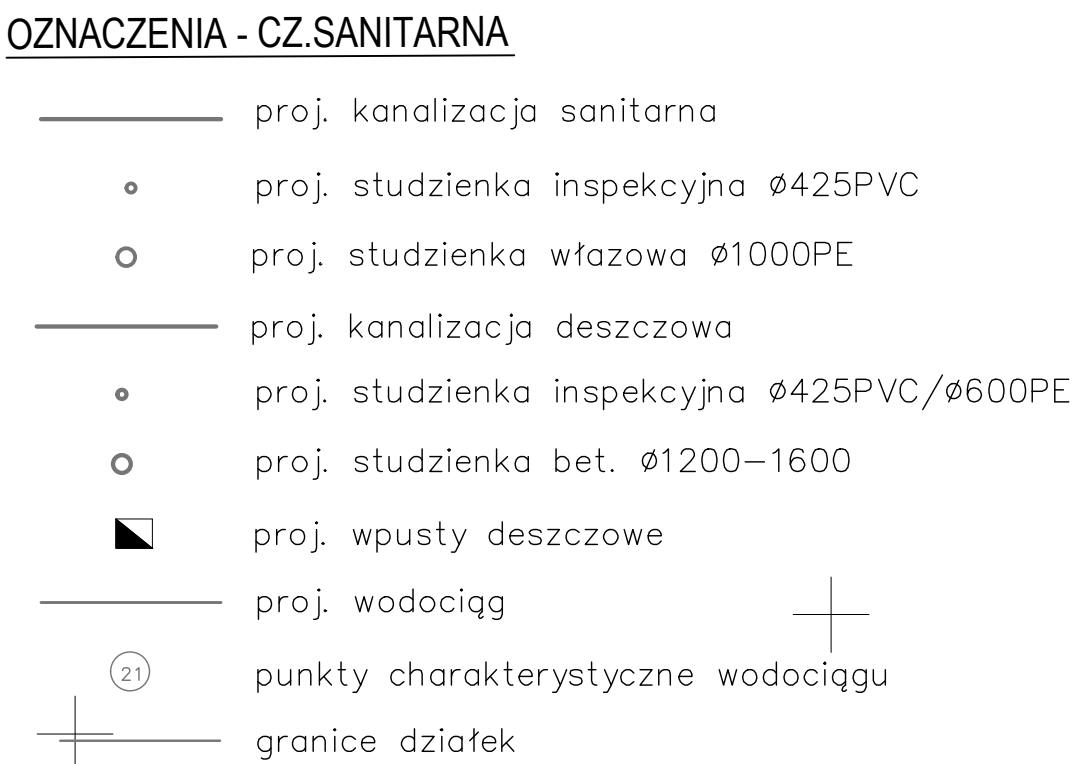 OZNACZENIA - CZ.SANITARNA
proj. kanalizacja sanitarna
proj. studzienka inspekcyjna ø425PVC
proj. studzienka włazowa ø1000PE
proj. kanalizacja deszczowa
proj. studzienka inspekcyjna ø425PVC/ø600PE
proj. studzienka bet. ø1200-1600
proj. wpusty deszczowe
proj. wodociąg
21 punkty charakterystyczne wodociągu
granice działek